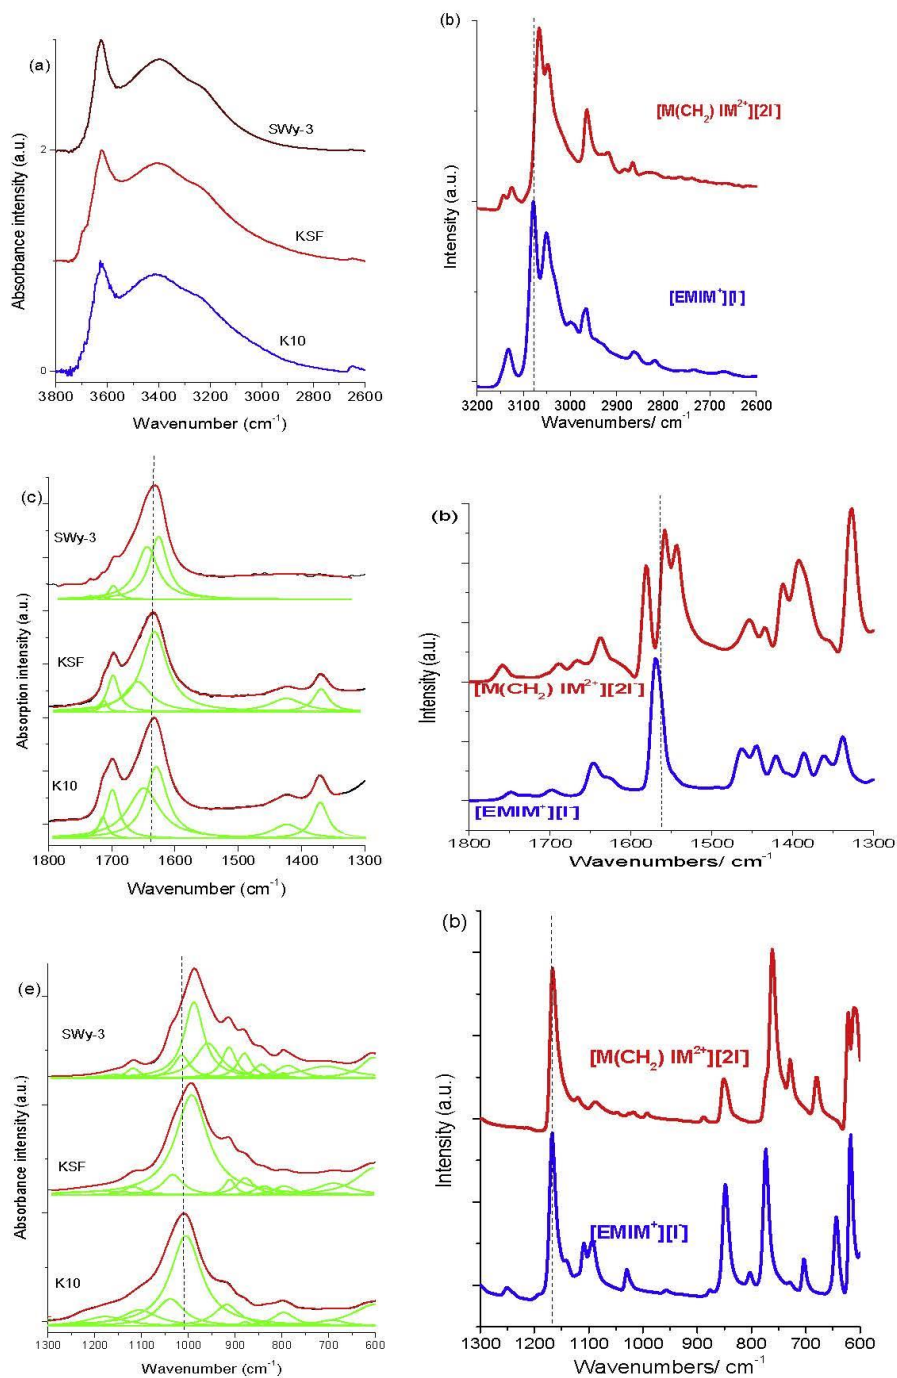 (a)
Absorbance intensity (a.u.)
2
1
0
SWy-3
KSF
K10
3800 3600 3400 3200 3000 2800 2600
Wavenumber (cm⁻¹)
(b)
Intensity (a.u.)
[M(CH₂) IM²⁺][2I⁻]
[EMIM⁺][I⁻]
3200 3100 3000 2900 2800 2700 2600
Wavenumbers/ cm⁻¹
(c)
Absorption intensity (a.u.)
SWy-3
KSF
K10
1800 1700 1600 1500 1400 1300
Wavenumber (cm⁻¹)
(b)
Intensity (a.u.)
[M(CH₂) IM²⁺][2I⁻]
[EMIM⁺][I⁻]
1800 1700 1600 1500 1400 1300
Wavenumbers/ cm⁻¹
(e)
Absorbance intensity (a.u.)
SWy-3
KSF
K10
1300 1200 1100 1000 900 800 700 600
Wavenumber (cm⁻¹)
(b)
Intensity (a.u.)
[M(CH₂) IM²⁺][2I⁻]
[EMIM⁺][I⁻]
1300 1200 1100 1000 900 800 700 600
Wavenumbers/ cm⁻¹